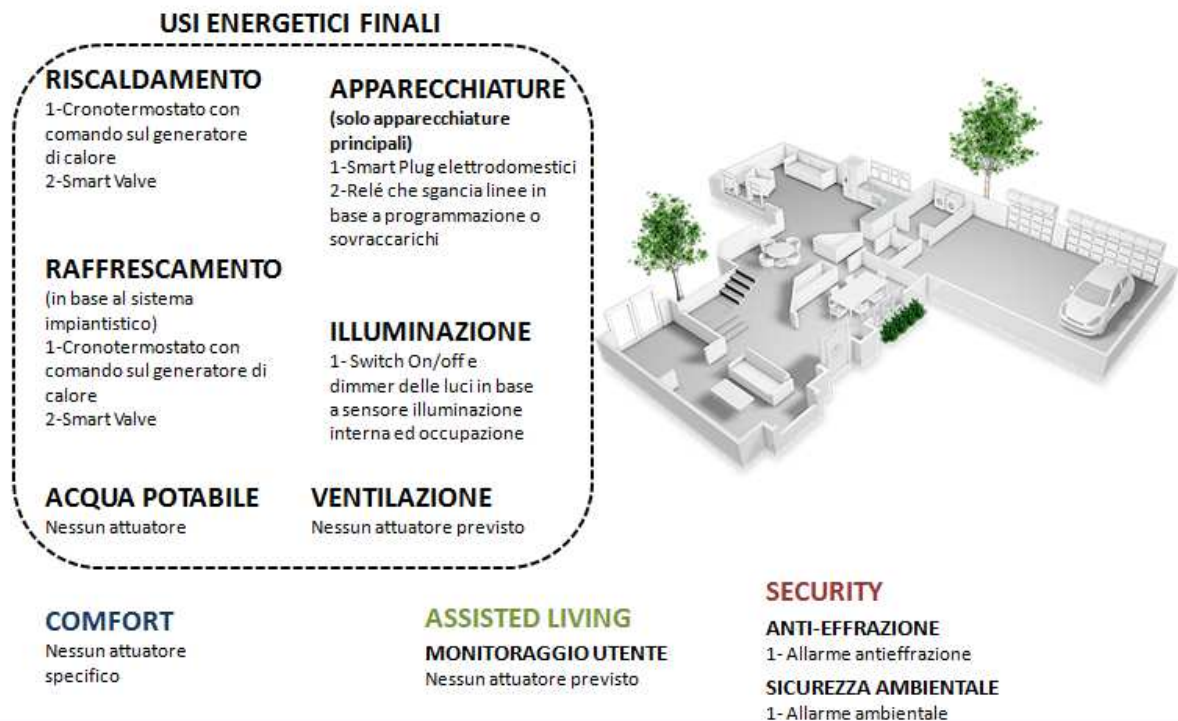 USI ENERGETICI FINALI
RISCALDAMENTO
1-Cronotermostato con
comando sul generatore
di calore
2-Smart Valve
APPARECCHIATURE
(solo apparecchiature
principali)
1-Smart Plug elettrodomestici
2-Relé che sgancia linee in
base a programmazione o
sovraccarichi
RAFFRESCAMENTO
(in base al sistema
impiantistico)
1-Cronotermostato con
comando sul generatore di
calore
2-Smart Valve
ILLUMINAZIONE
1- Switch On/off e
dimmer delle luci in base
a sensore illuminazione
interna ed occupazione
ACQUA POTABILE
Nessun attuatore
VENTILAZIONE
Nessun attuatore previsto
COMFORT
Nessun attuatore
specifico
ASSISTED LIVING
MONITORAGGIO UTENTE
Nessun attuatore previsto
SECURITY
ANTI-EFFRAZIONE
1- Allarme antieffrazione
SICUREZZA AMBIENTALE
1- Allarme ambientale